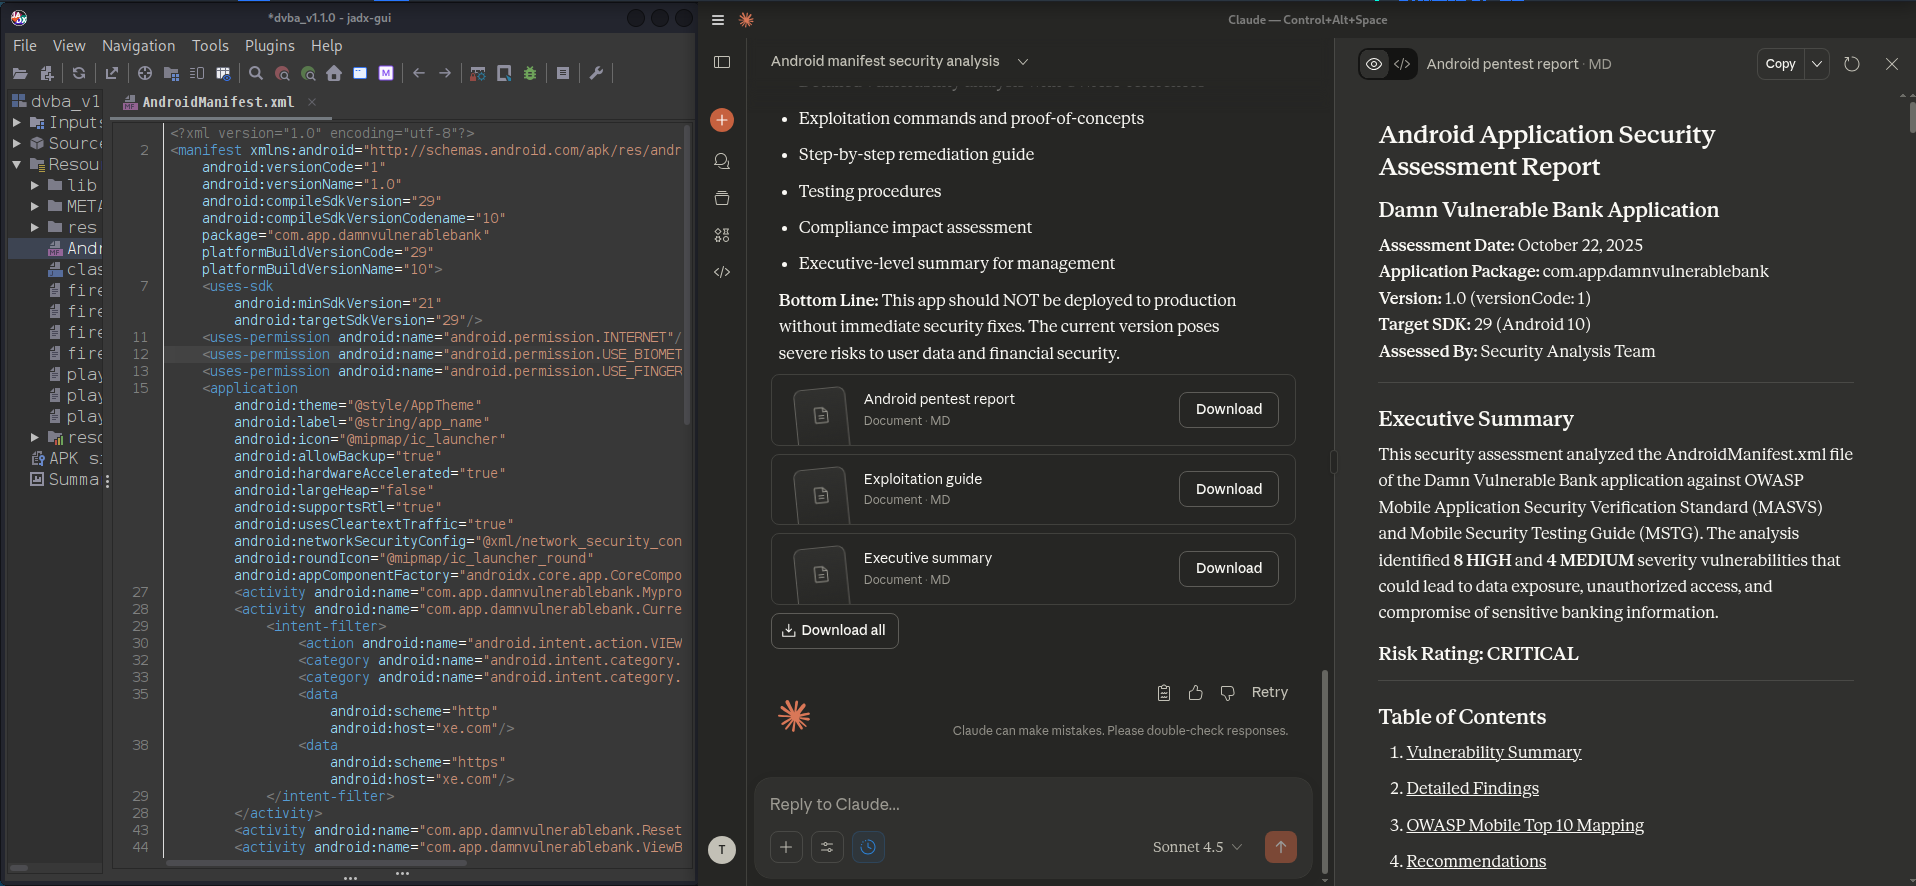 *dvba_v1.1.0 - jadx-gui
File View Navigation Tools Plugins Help
dvba_v1
Inputs
Source
Resou
lib
META
res
Andr
clas
fire
fire
fire
fire
play
play
play
reso
APK si
Summa
AndroidManifest.xml
<?xml version="1.0" encoding="utf-8"?>
2 <manifest xmlns:android="http://schemas.android.com/apk/res/andr
android:versionCode="1"
android:versionName="1.0"
android:compileSdkVersion="29"
android:compileSdkVersionCodename="10"
package="com.app.damnvulnerablebank"
platformBuildVersionCode="29"
platformBuildVersionName="10">
7 <uses-sdk
android:minSdkVersion="21"
android:targetSdkVersion="29"/>
11 <uses-permission android:name="android.permission.INTERNET"/
12 <uses-permission android:name="android.permission.USE_BIOMET
13 <uses-permission android:name="android.permission.USE_FINGER
15 <application
android:theme="@style/AppTheme"
android:label="@string/app_name"
android:icon="@mipmap/ic_launcher"
android:allowBackup="true"
android:hardwareAccelerated="true"
android:largeHeap="false"
android:supportsRtl="true"
android:usesCleartextTraffic="true"
android:networkSecurityConfig="@xml/network_security_con
android:roundIcon="@mipmap/ic_launcher_round"
android:appComponentFactory="androidx.core.app.CoreCompo
27 <activity android:name="com.app.damnvulnerablebank.Mypro
28 <activity android:name="com.app.damnvulnerablebank.Curre
29 <intent-filter>
30 <action android:name="android.intent.action.VIEW
32 <category android:name="android.intent.category.
33 <category android:name="android.intent.category.
35 <data
android:scheme="http"
android:host="xe.com"/>
38 <data
android:scheme="https"
android:host="xe.com"/>
29 </intent-filter>
28 </activity>
43 <activity android:name="com.app.damnvulnerablebank.Reset
44 <activity android:name="com.app.damnvulnerablebank.ViewB
Claude — Control+Alt+Space
Android manifest security analysis
• Exploitation commands and proof-of-concepts
• Step-by-step remediation guide
• Testing procedures
• Compliance impact assessment
• Executive-level summary for management
Bottom Line: This app should NOT be deployed to production
without immediate security fixes. The current version poses
severe risks to user data and financial security.
Android pentest report
Document · MD
Download
Exploitation guide
Document · MD
Download
Executive summary
Document · MD
Download
Download all
Retry
Claude can make mistakes. Please double-check responses.
Reply to Claude...
Sonnet 4.5
T
Android pentest report · MD
Copy
Android Application Security
Assessment Report
Damn Vulnerable Bank Application
Assessment Date: October 22, 2025
Application Package: com.app.damnvulnerablebank
Version: 1.0 (versionCode: 1)
Target SDK: 29 (Android 10)
Assessed By: Security Analysis Team
Executive Summary
This security assessment analyzed the AndroidManifest.xml file
of the Damn Vulnerable Bank application against OWASP
Mobile Application Security Verification Standard (MASVS)
and Mobile Security Testing Guide (MSTG). The analysis
identified 8 HIGH and 4 MEDIUM severity vulnerabilities that
could lead to data exposure, unauthorized access, and
compromise of sensitive banking information.
Risk Rating: CRITICAL
Table of Contents
1. Vulnerability Summary
2. Detailed Findings
3. OWASP Mobile Top 10 Mapping
4. Recommendations